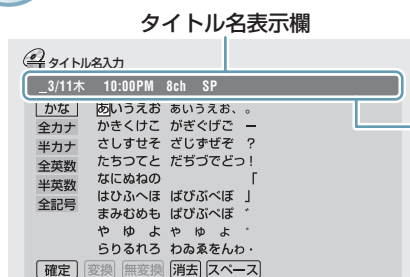 タイトル名表示欄
タイトル名入力
_3/11木 10:00PM 8ch SP
かな あいうえお ぁぃぅぇぉ、。
全カナ かきくけこ がぎぐげご ー
半カナ さしすせそ ざじずぜぞ ?
全英数 たちつてと だぢづでどっ!
半英数 なにぬねの 「
全記号 はひふへほ ばびぶべぼ 」
まみむめも ぱぴぷぺぽ ゛
や ゆ よ ゃ ゅ ょ ゜
らりるれろ わゐゑをんゎ・
確定 変換 無変換 消去 スペース